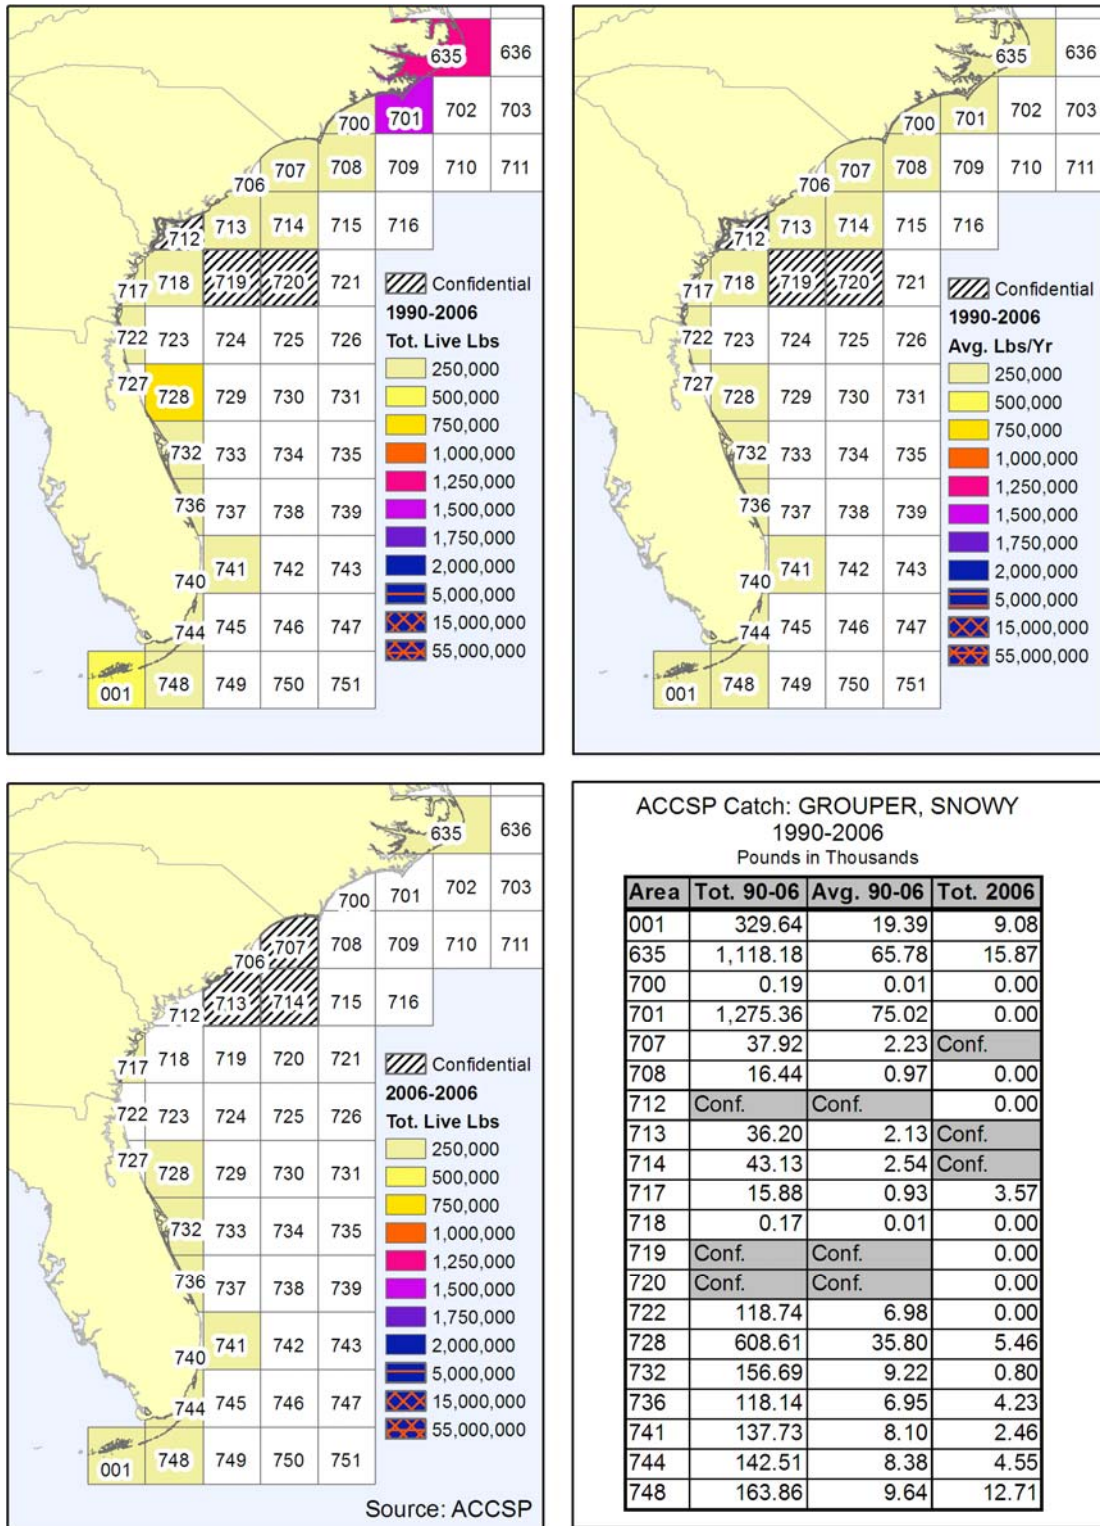 635 636
700 701 702 703
706 707 708 709 710 711
712 713 714 715 716
717 718 719 720 721
722 723 724 725 726
727 728 729 730 731
732 733 734 735
736 737 738 739
740 741 742 743
744 745 746 747
001 748 749 750 751
Confidential
1990-2006
Tot. Live Lbs
250,000
500,000
750,000
1,000,000
1,250,000
1,500,000
1,750,000
2,000,000
5,000,000
15,000,000
55,000,000
635 636
700 701 702 703
706 707 708 709 710 711
712 713 714 715 716
717 718 719 720 721
722 723 724 725 726
727 728 729 730 731
732 733 734 735
736 737 738 739
740 741 742 743
744 745 746 747
001 748 749 750 751
Confidential
1990-2006
Avg. Lbs/Yr
250,000
500,000
750,000
1,000,000
1,250,000
1,500,000
1,750,000
2,000,000
5,000,000
15,000,000
55,000,000
635 636
700 701 702 703
706 707 708 709 710 711
712 713 714 715 716
717 718 719 720 721
722 723 724 725 726
727 728 729 730 731
732 733 734 735
736 737 738 739
740 741 742 743
744 745 746 747
001 748 749 750 751
Confidential
2006-2006
Tot. Live Lbs
250,000
500,000
750,000
1,000,000
1,250,000
1,500,000
1,750,000
2,000,000
5,000,000
15,000,000
55,000,000
Source: ACCSP
ACCSP Catch: GROUPER, SNOWY
1990-2006
Pounds in Thousands
Area Tot. 90-06 Avg. 90-06 Tot. 2006
001 329.64 19.39 9.08
635 1,118.18 65.78 15.87
700 0.19 0.01 0.00
701 1,275.36 75.02 0.00
707 37.92 2.23 Conf.
708 16.44 0.97 0.00
712 Conf. Conf. 0.00
713 36.20 2.13 Conf.
714 43.13 2.54 Conf.
717 15.88 0.93 3.57
718 0.17 0.01 0.00
719 Conf. Conf. 0.00
720 Conf. Conf. 0.00
722 118.74 6.98 0.00
728 608.61 35.80 5.46
732 156.69 9.22 0.80
736 118.14 6.95 4.23
741 137.73 8.10 2.46
744 142.51 8.38 4.55
748 163.86 9.64 12.71